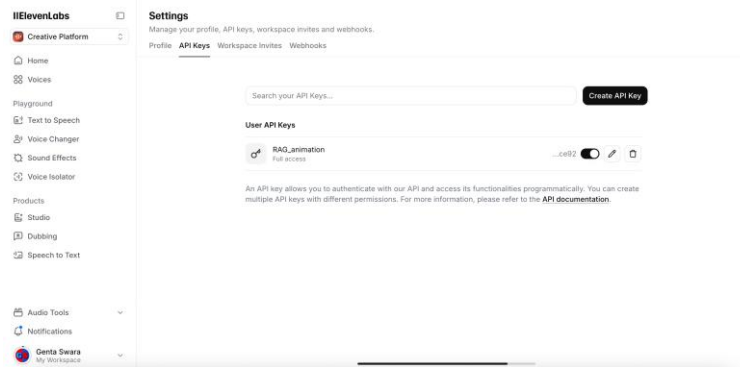 IIElevenLabs
Creative Platform
Home
Voices
Playground
Text to Speech
Voice Changer
Sound Effects
Voice Isolator
Products
Studio
Dubbing
Speech to Text
Audio Tools
Notifications
Genta Swara
My Workspace
Settings
Manage your profile, API keys, workspace invites and webhooks.
Profile API Keys Workspace Invites Webhooks
Search your API Keys... Create API Key
User API Keys
RAG_animation
Full access
...ce02
An API key allows you to authenticate with our API and access its functionalities programmatically. You can create
multiple API keys with different permissions. For more information, please refer to the API documentation.